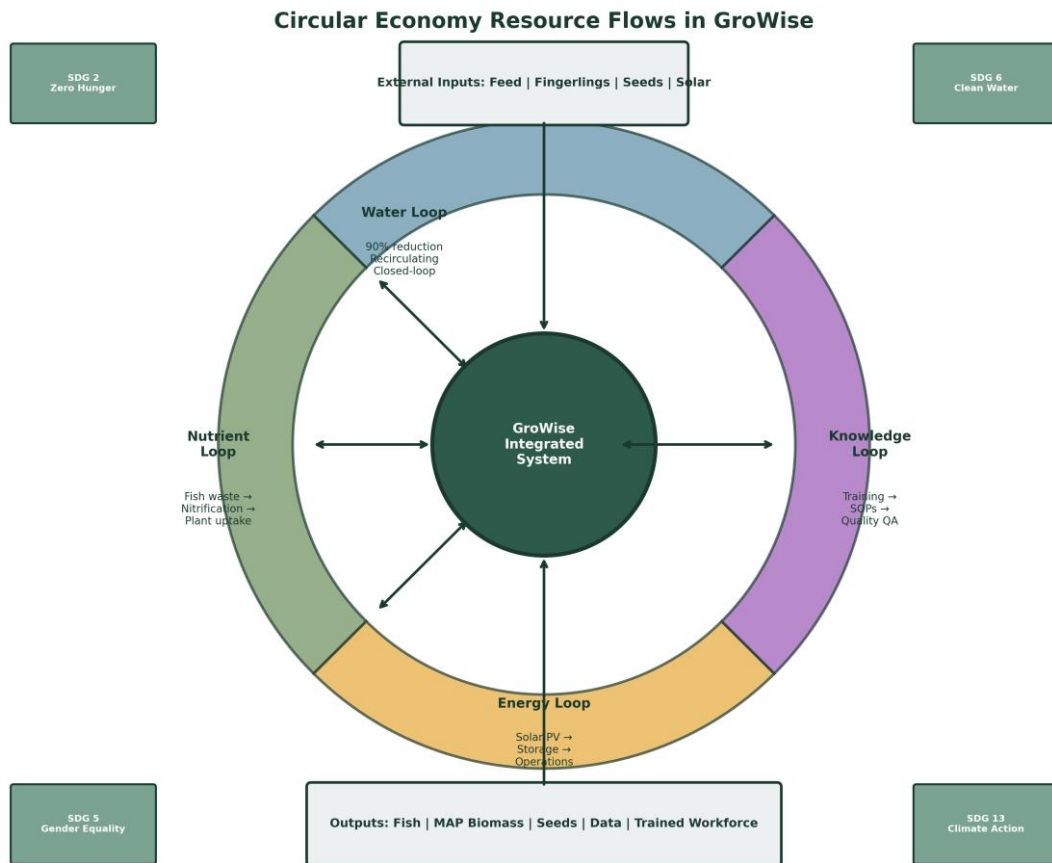 Circular Economy Resource Flows in GroWise
SDG 2
Zero Hunger
External Inputs: Feed | Fingerlings | Seeds | Solar
SDG 6
Clean Water
Water Loop
90% reduction
Recirculating
Closed-loop
Nutrient
Loop
Fish waste →
Nitrification →
Plant uptake
GroWise
Integrated
System
Knowledge
Loop
Training →
SOPs →
Quality QA
Energy Loop
Solar PV →
Storage →
Operations
SDG 5
Gender Equality
Outputs: Fish | MAP Biomass | Seeds | Data | Trained Workforce
SDG 13
Climate Action